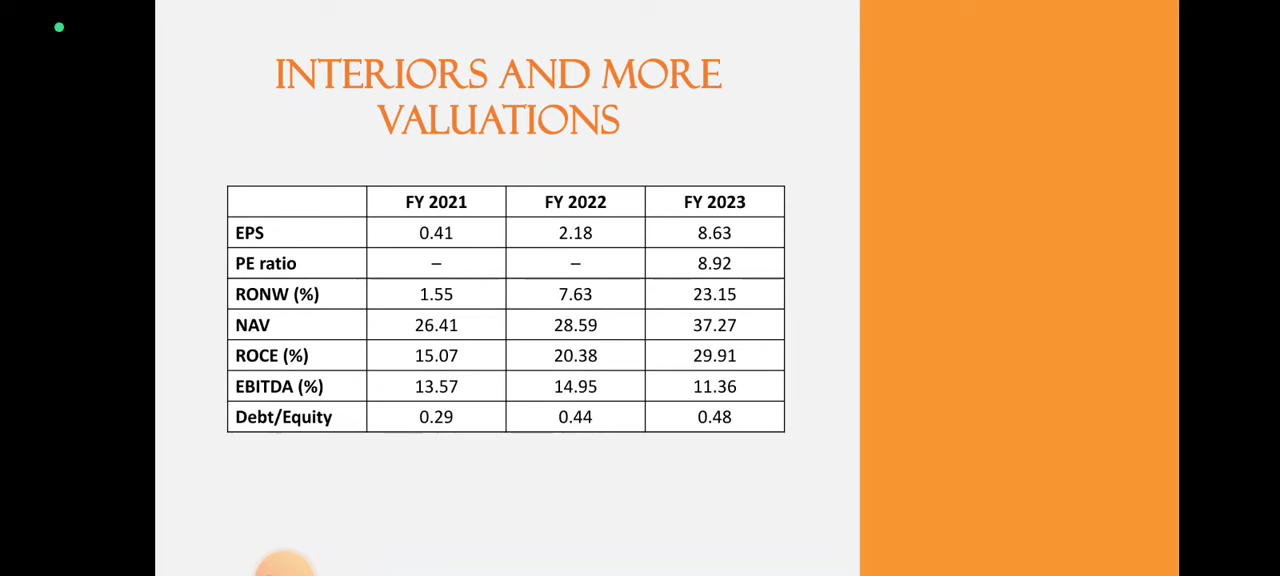 INTERIORS AND MORE
VALUATIONS
FY 2021 FY 2022 FY 2023
EPS 0.41 2.18 8.63
PE ratio – – 8.92
RONW (%) 1.55 7.63 23.15
NAV 26.41 28.59 37.27
ROCE (%) 15.07 20.38 29.91
EBITDA (%) 13.57 14.95 11.36
Debt/Equity 0.29 0.44 0.48